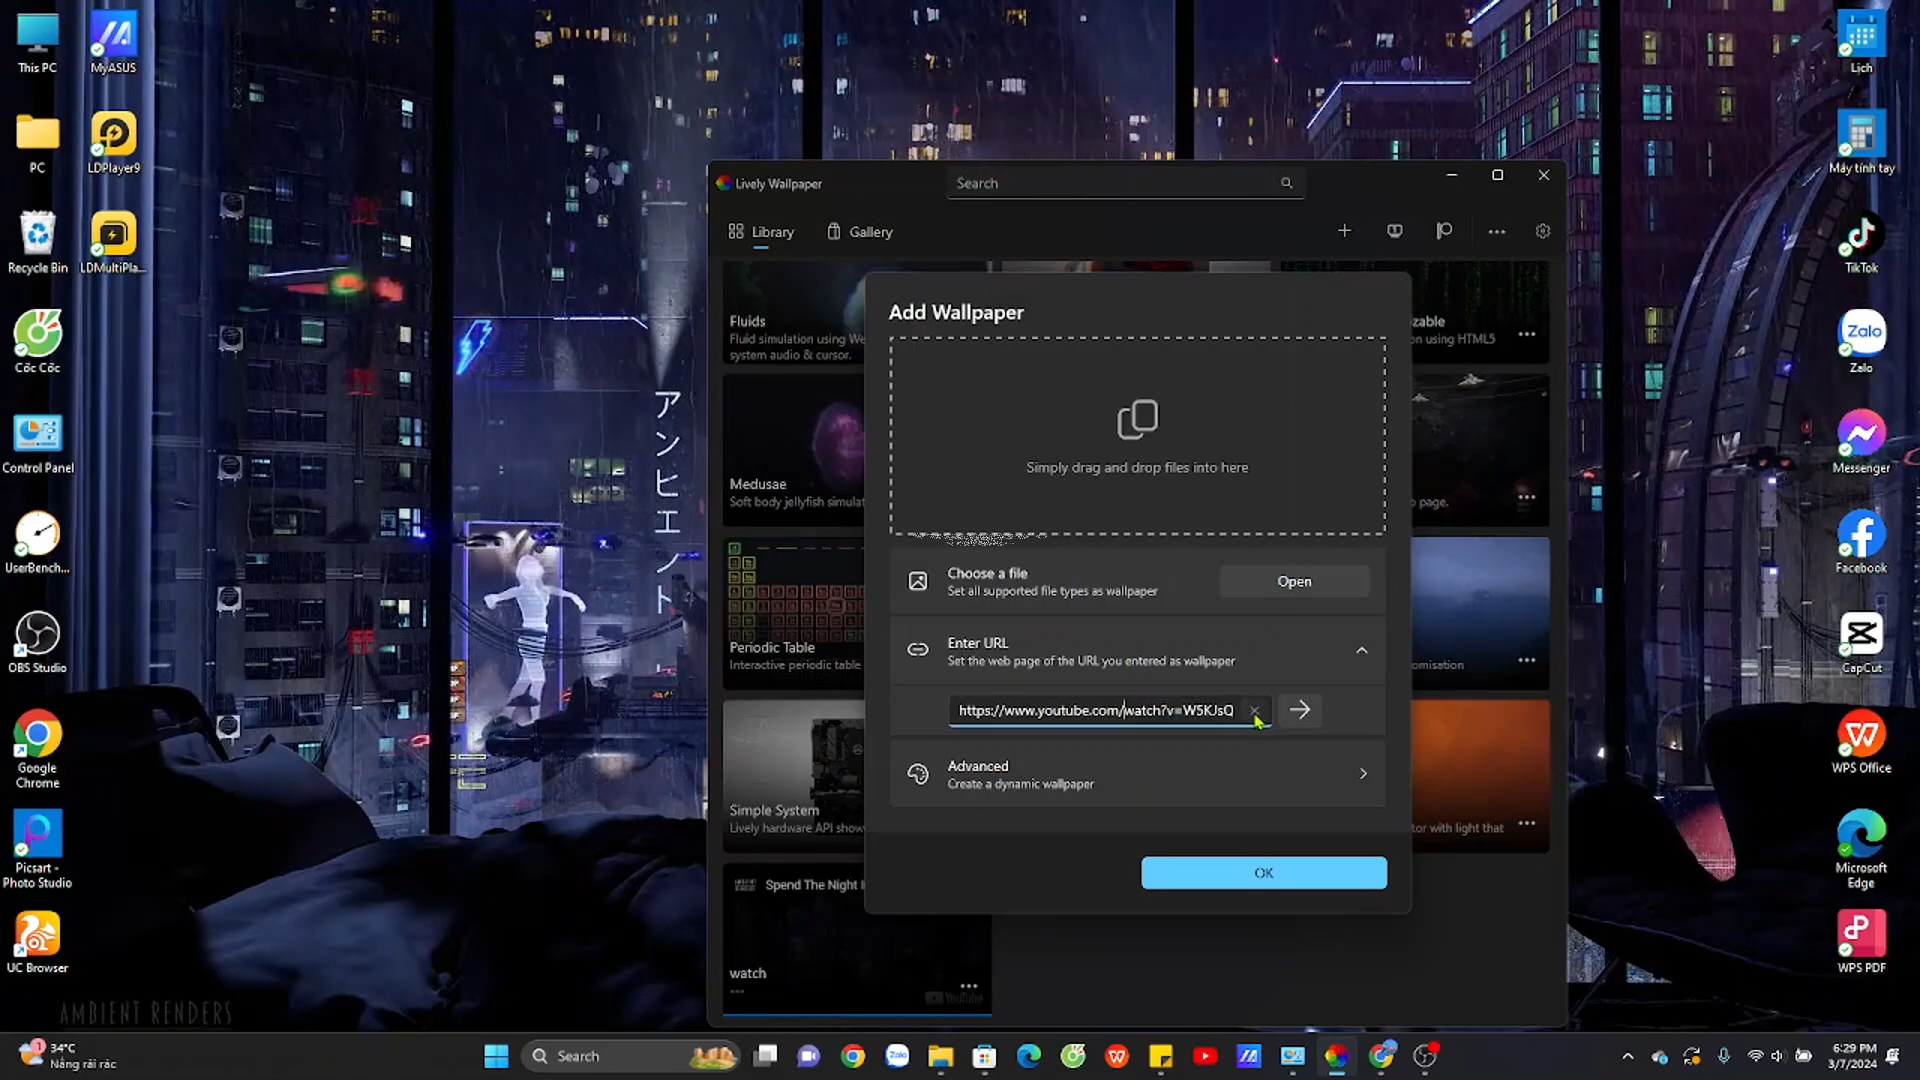 This PC
MyASUS
PC
LDPlayer9
Recycle Bin
LDMultiPla...
Cốc Cốc
Control Panel
UserBench...
OBS Studio
Google
Chrome
Picsart -
Photo Studio
UC Browser
AMBIENT RENDERS
アンヒエノト
Lively Wallpaper
Search
Library
Gallery
Fluids
Fluid simulation using We
system audio & cursor.
zable
on using HTML5
Medusae
Soft body jellyfish simulat
page.
Periodic Table
Interactive periodic table
omisation
Simple System
Lively hardware API show
tor with light that
Spend The Night I
watch
YouTube
Add Wallpaper
Simply drag and drop files into here
Choose a file
Set all supported file types as wallpaper
Open
Enter URL
Set the web page of the URL you entered as wallpaper
https://www.youtube.com/watch?v=W5KJsQ
Advanced
Create a dynamic wallpaper
OK
Lịch
Máy tính tay
TikTok
Zalo
Zalo
Messenger
Facebook
CapCut
WPS Office
Microsoft
Edge
WPS PDF
34°C
Nắng rải rác
Search
Zalo
6:29 PM
3/7/2024